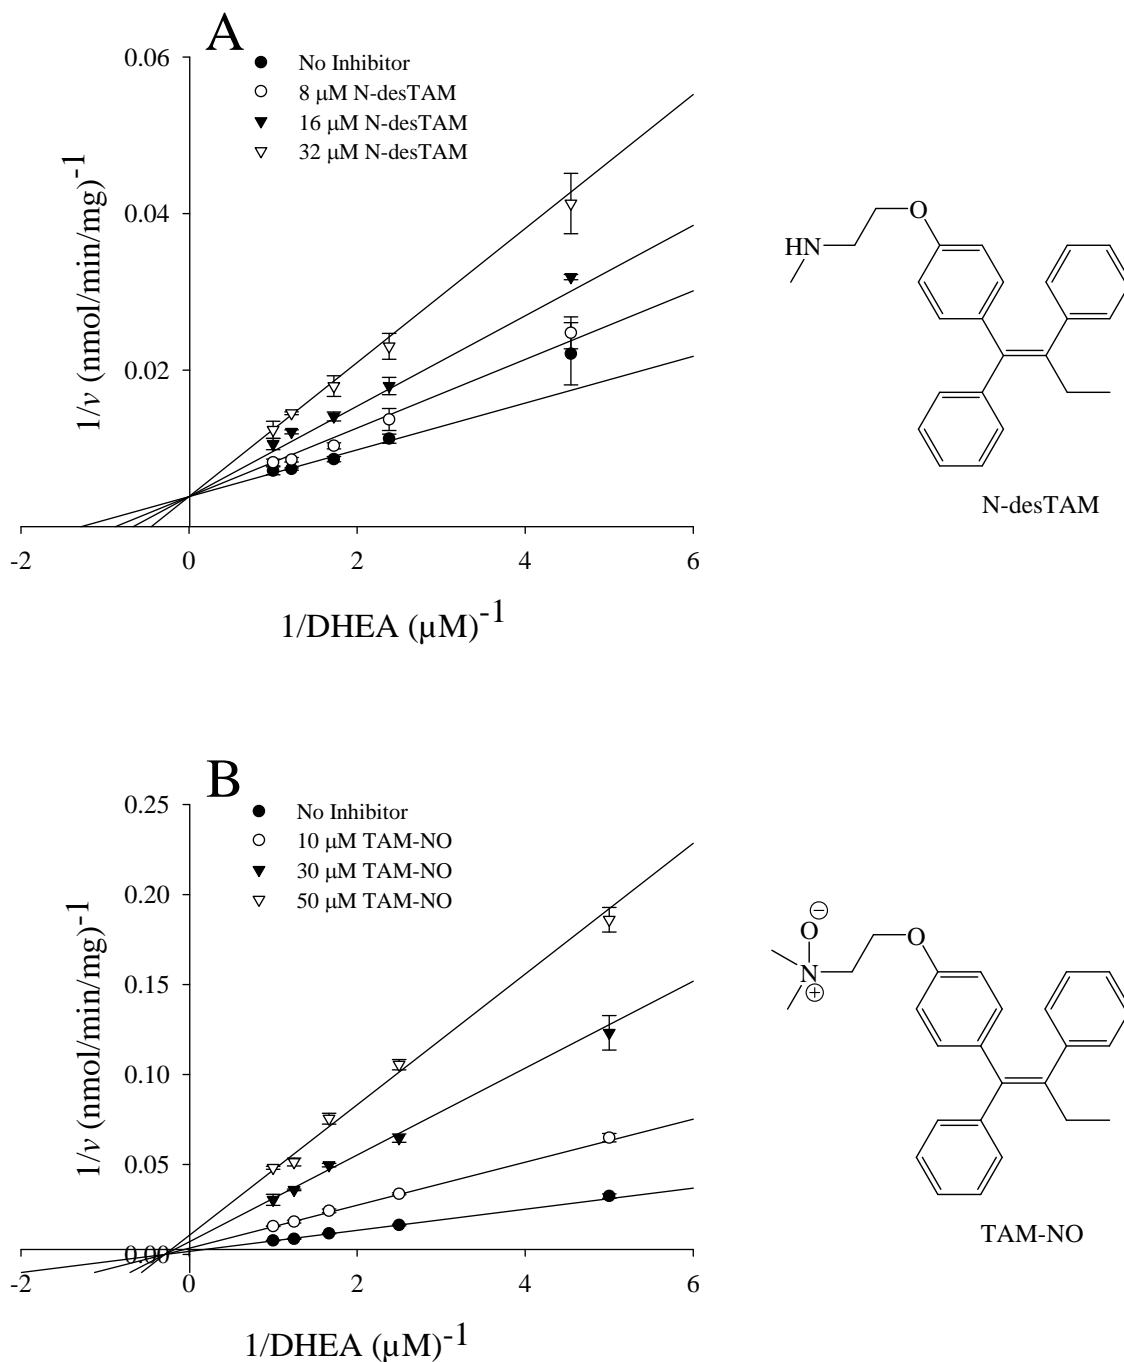 A
No Inhibitor
8 μM N-desTAM
16 μM N-desTAM
32 μM N-desTAM
0.06
0.04
0.02
1/v (nmol/min/mg)-1
-2 0 2 4 6
1/DHEA (μM)-1
O
HN
N-desTAM
B
No Inhibitor
10 μM TAM-NO
30 μM TAM-NO
50 μM TAM-NO
0.25
0.20
0.15
0.10
0.05
0.00
1/v (nmol/min/mg)-1
-2 0 2 4 6
1/DHEA (μM)-1
O −
O
N
+
TAM-NO